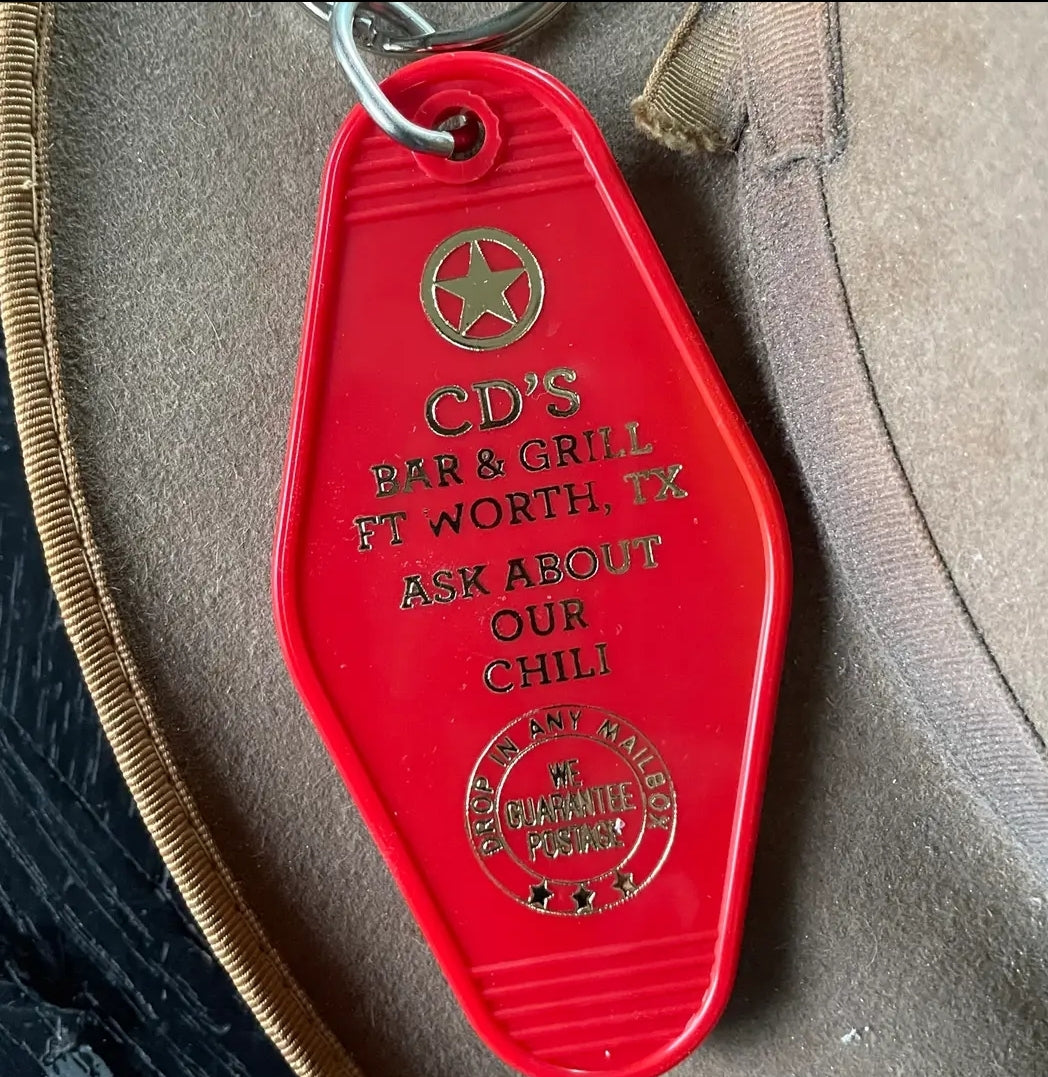 CD'S
BAR & GRILL
FT WORTH, TX
ASK ABOUT
OUR
CHILI
DROP IN ANY MAILBOX
WE
GUARANTEE
POSTAGE